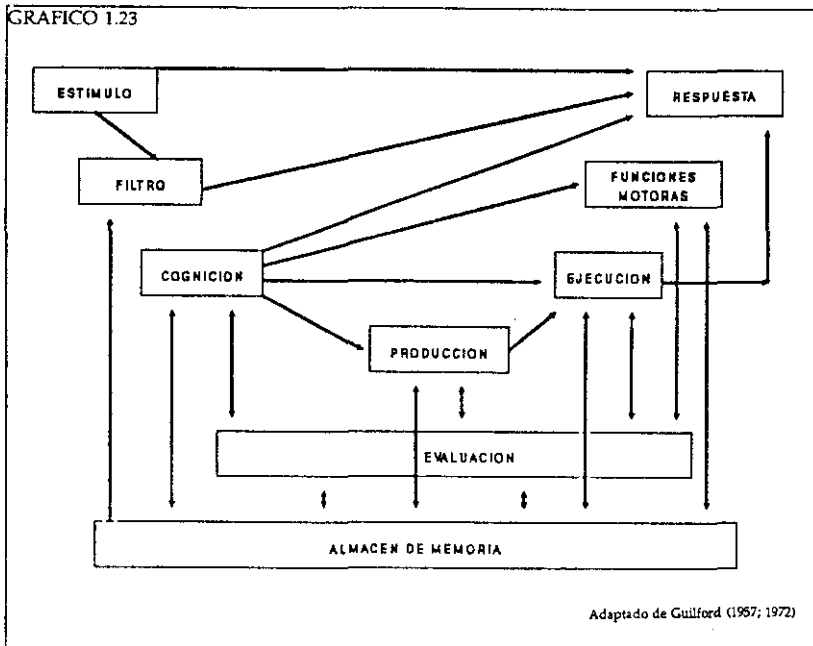 GRAFICO 1.23
ESTIMULO
RESPUESTA
FILTRO
FUNCIONES
MOTORAS
COGNICION
EJECUCION
PRODUCCION
EVALUACION
ALMACEN DE MEMORIA
Adaptado de Guilford (1957; 1972)